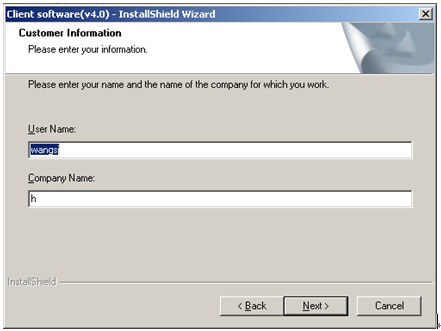 Client software(v4.0) - InstallShield Wizard
Customer Information
Please enter your information.
Please enter your name and the name of the company for which you work.
User Name:
wangs
Company Name:
h
InstallShield
< Back
Next >
Cancel